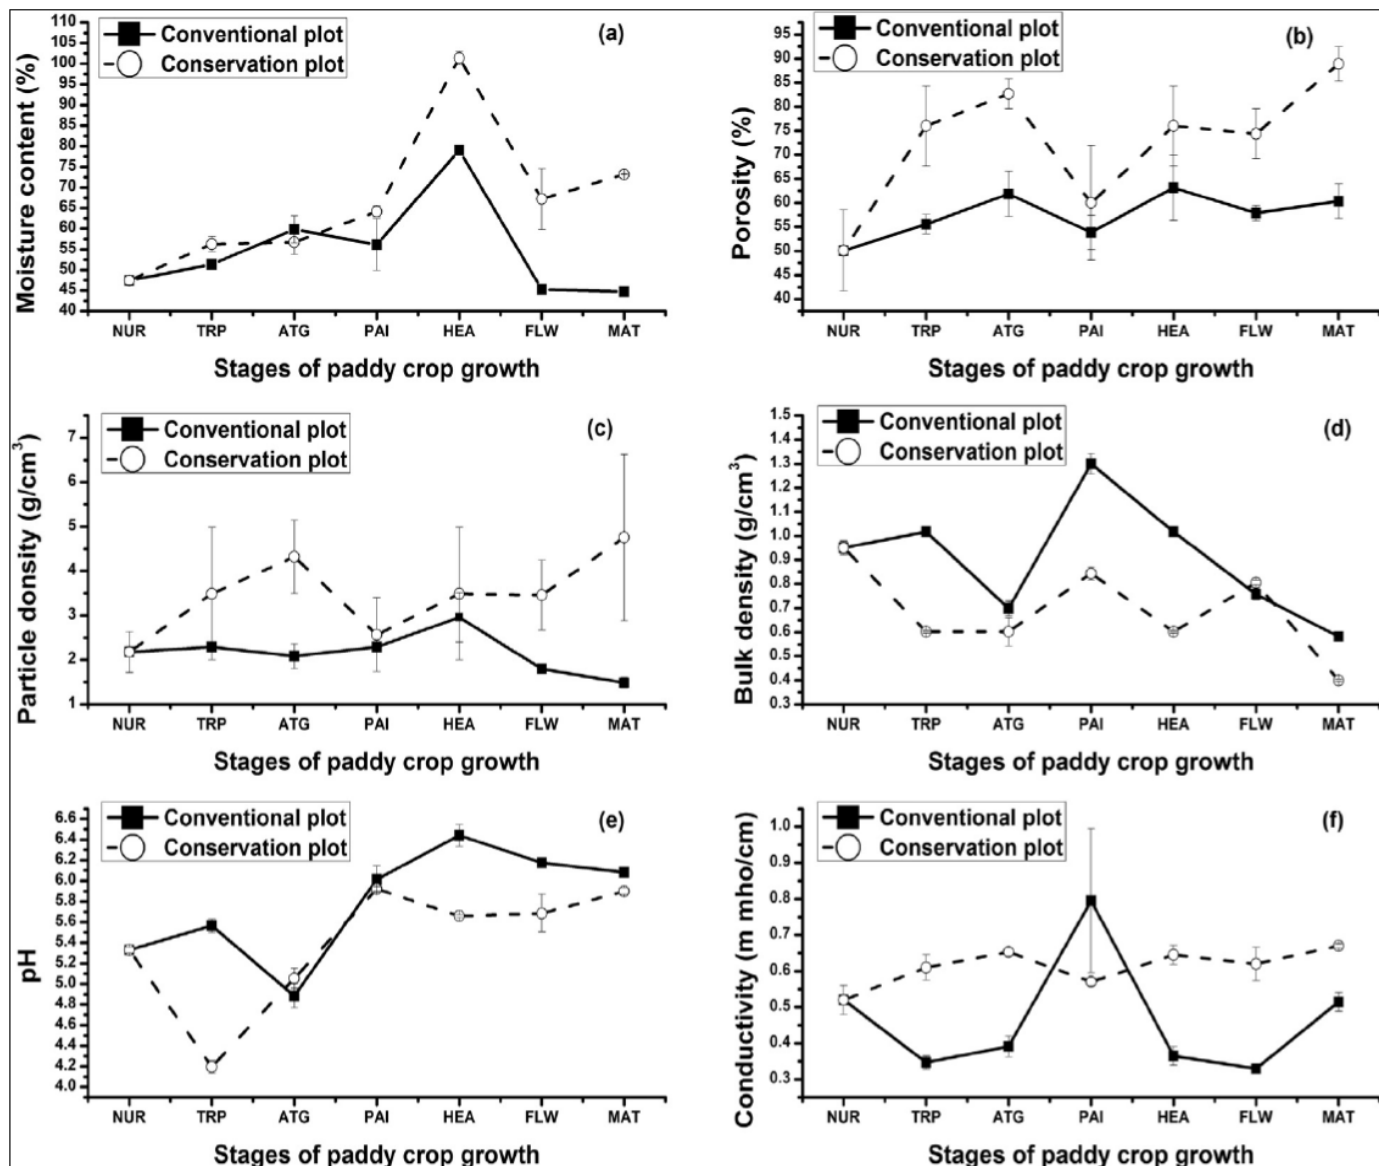 Moisture content (%)
110
105
100
95
90
85
80
75
70
65
60
55
50
45
40
Conventional plot
Conservation plot
(a)
NUR TRP ATG PAI HEA FLW MAT
Stages of paddy crop growth
Porosity (%)
95
90
85
80
75
70
65
60
55
50
45
40
Conventional plot
Conservation plot
(b)
NUR TRP ATG PAI HEA FLW MAT
Stages of paddy crop growth
Particle donsity (g/cm³)
7
6
5
4
3
2
1
Conventional plot
Conservation plot
(c)
NUR TRP ATG PAI HEA FLW MAT
Stages of paddy crop growth
Bulk density (g/cm³)
1.5
1.4
1.3
1.2
1.1
1.0
0.9
0.8
0.7
0.6
0.5
0.4
0.3
Conventional plot
Conservation plot
(d)
NUR TRP ATG PAI HEA FLW MAT
Stages of paddy crop growth
pH
6.6
6.4
6.2
6.0
5.8
5.6
5.4
5.2
5.0
4.8
4.6
4.4
4.2
4.0
Conventional plot
Conservation plot
(e)
NUR TRP ATG PAI HEA FLW MAT
Stages of paddy crop growth
Conductivity (m mho/cm)
1.0
0.9
0.8
0.7
0.6
0.5
0.4
0.3
Conventional plot
Conservation plot
(f)
NUR TRP ATG PAI HEA FLW MAT
Stages of paddy crop growth